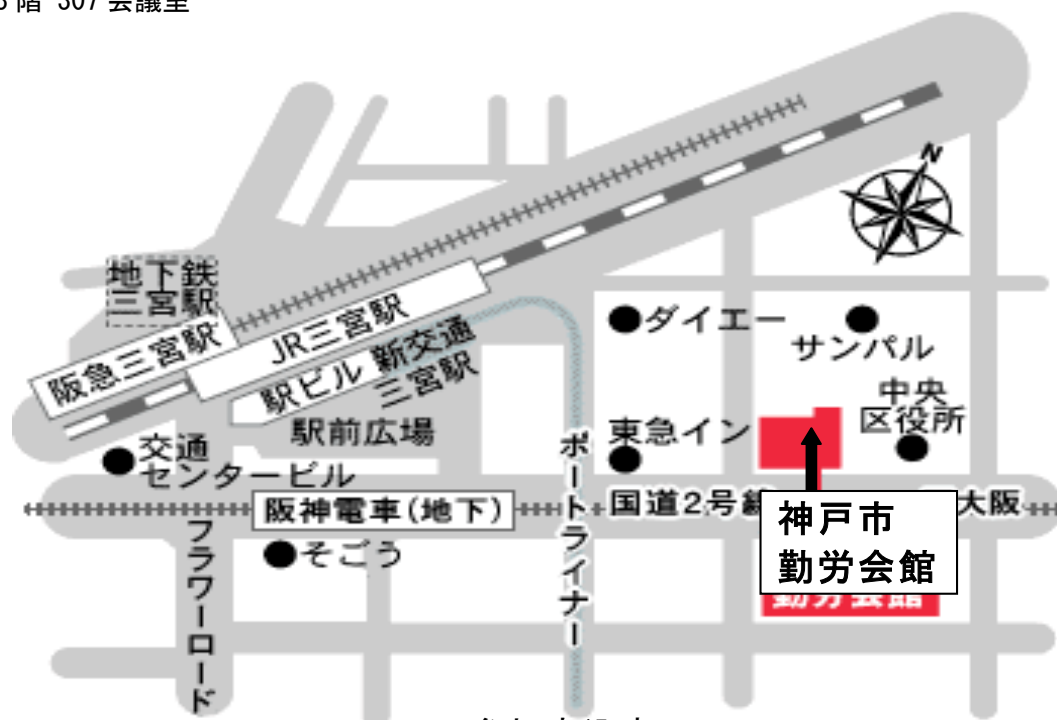 階 307 会議室
N
地下鉄
三宮駅
阪急三宮駅
JR三宮駅
駅ビル
新交通
三宮駅
駅前広場
ダイエー
サンパル
中央
区役所
東急イン
交通
センタービル
阪神電車(地下)
国道2号線
大阪
神戸市
勤労会館
勤労会館
そごう
フラワーロード
ポートライナー